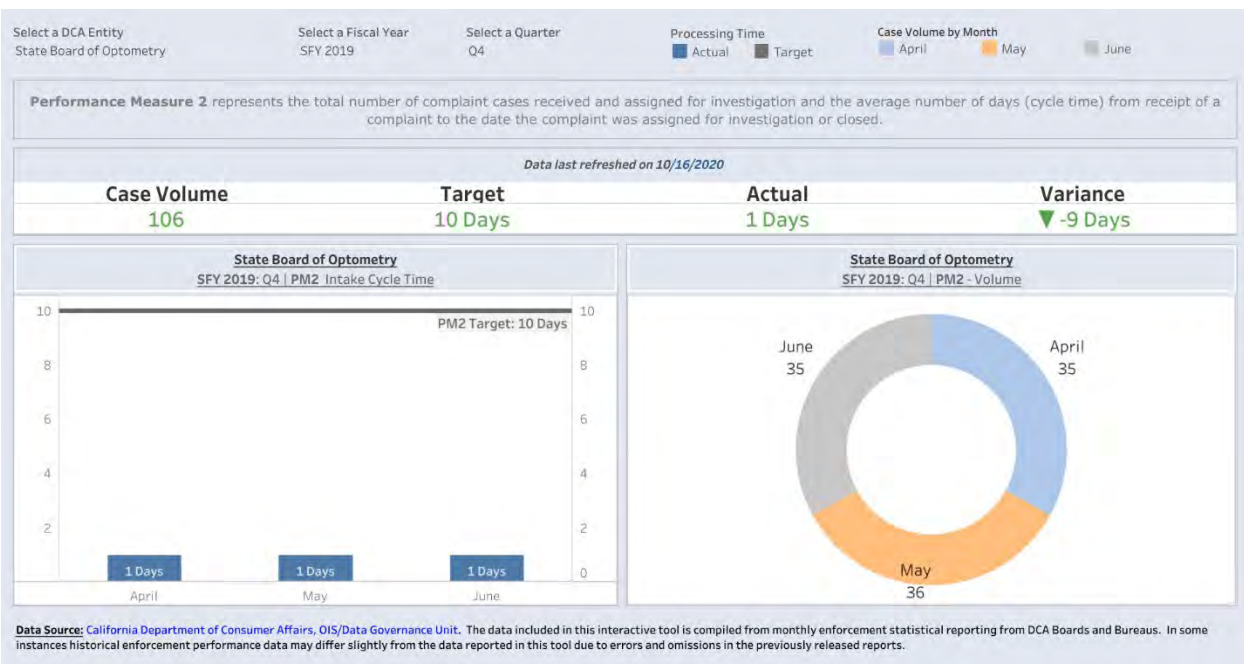 Select a DCA Entity
State Board of Optometry
Select a Fiscal Year
SFY 2019
Select a Quarter
Q4
Processing Time
Actual Target
Case Volume by Month
April May June
Performance Measure 2 represents the total number of complaint cases received and assigned for investigation and the average number of days (cycle time) from receipt of a
complaint to the date the complaint was assigned for investigation or closed.
Data last refreshed on 10/16/2020
Case Volume Target Actual Variance
106 10 Days 1 Days ▼ -9 Days
State Board of Optometry
SFY 2019: Q4 | PM2 Intake Cycle Time
10 10
PM2 Target: 10 Days
8 8
6 6
4 4
2 2
1 Days 1 Days 1 Days 0
April May June
State Board of Optometry
SFY 2019: Q4 | PM2 - Volume
June
35
April
35
May
36
Data Source: California Department of Consumer Affairs, OIS/Data Governance Unit. The data included in this interactive tool is compiled from monthly enforcement statistical reporting from DCA Boards and Bureaus. In some
instances historical enforcement performance data may differ slightly from the data reported in this tool due to errors and omissions in the previously released reports.